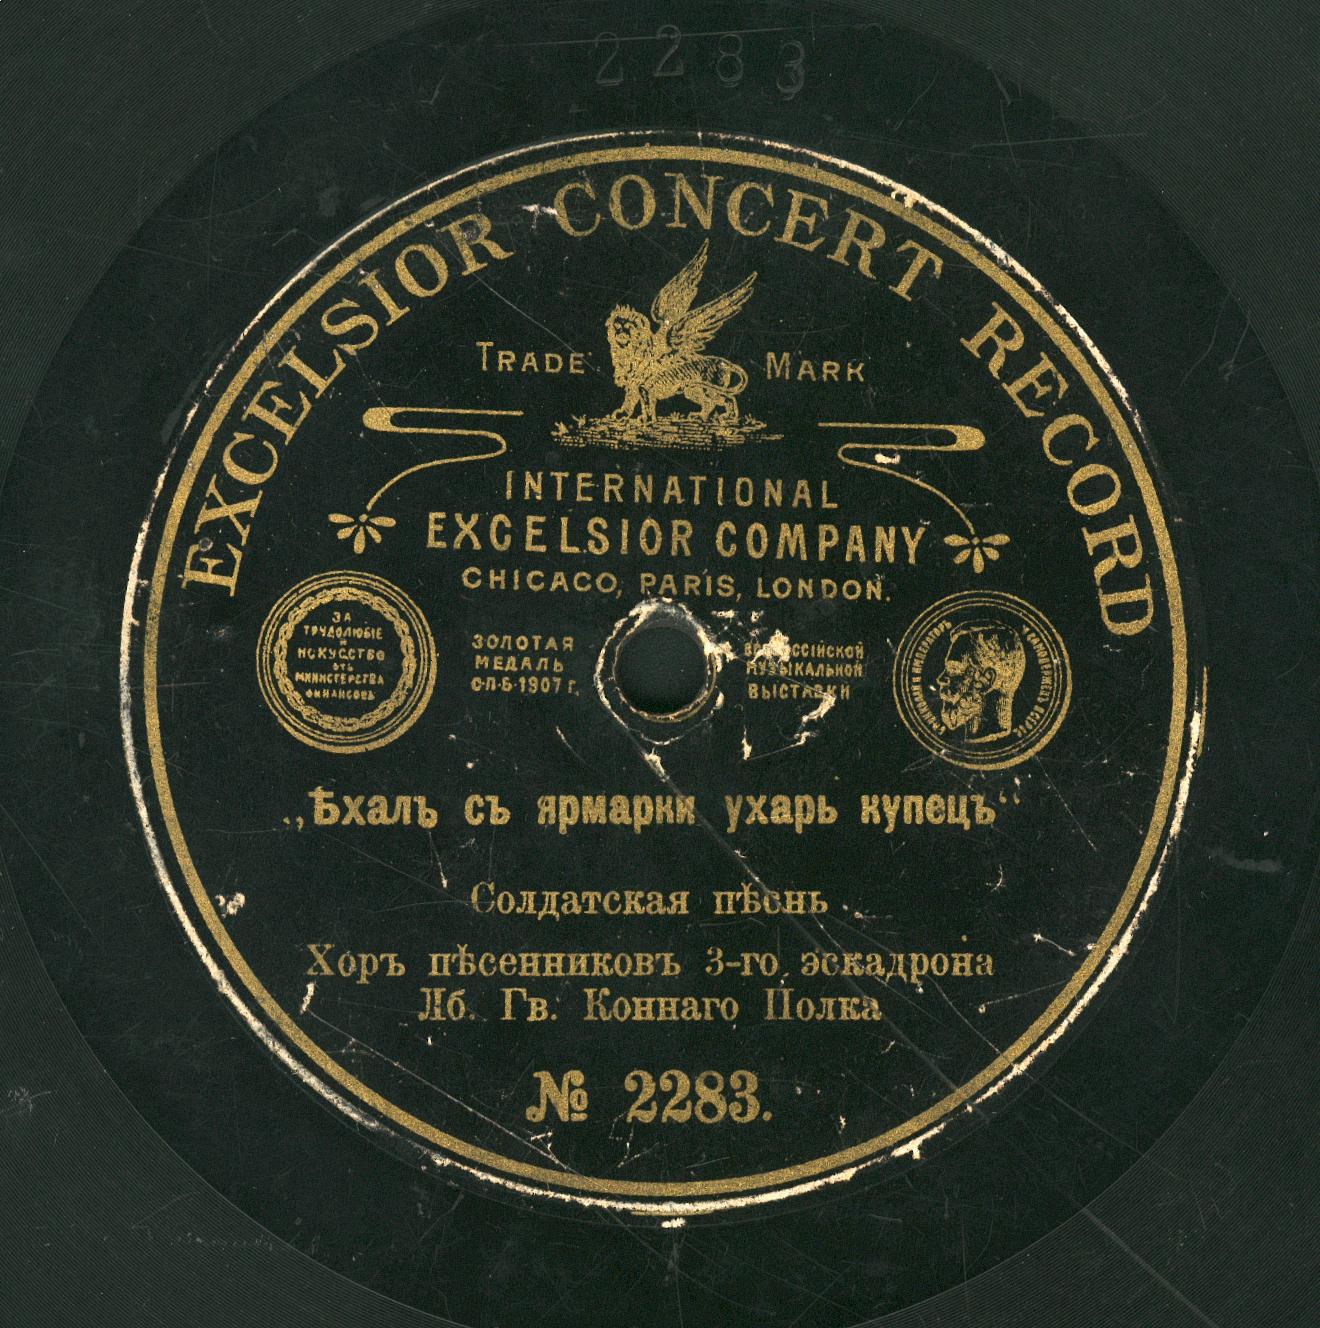 2283
EXCELSIOR CONCERT RECORD
TRADE MARK
INTERNATIONAL
EXCELSIOR COMPANY
CHICAGO, PARIS, LONDON.
ЗА
ТРУДОЛЮБІЕ
И
ИСКУССТВО
ОТЪ
МИНИСТЕРСТВА
ФИНАНСОВЪ
ЗОЛОТАЯ
МЕДАЛЬ
С·П·Б·1907 г.
ВСЕРОССІЙСКОЙ
МУЗЫКАЛЬНОЙ
ВЫСТАВКИ
ИМПЕРАТОРЪ
„Ѣхалъ съ ярмарки ухарь купецъ“
Солдатская пѣснь
Хоръ пѣсенниковъ 3-го эскадрона
Лб. Гв. Коннаго Полка
№ 2283.